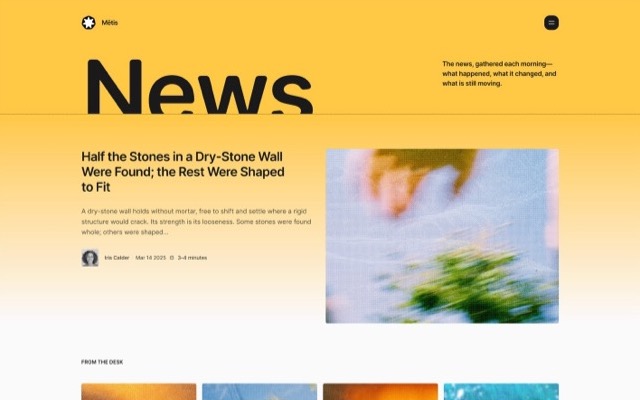 Mètis
News
The news, gathered each morning—
what happened, what it changed, and
what is still moving.
Half the Stones in a Dry-Stone Wall
Were Found; the Rest Were Shaped
to Fit
A dry-stone wall holds without mortar, free to shift and settle where a rigid
structure would crack. Its strength is its looseness. Some stones were found
whole; others were shaped...
Iris Calder Mar 14 2025 3–4 minutes
FROM THE DESK